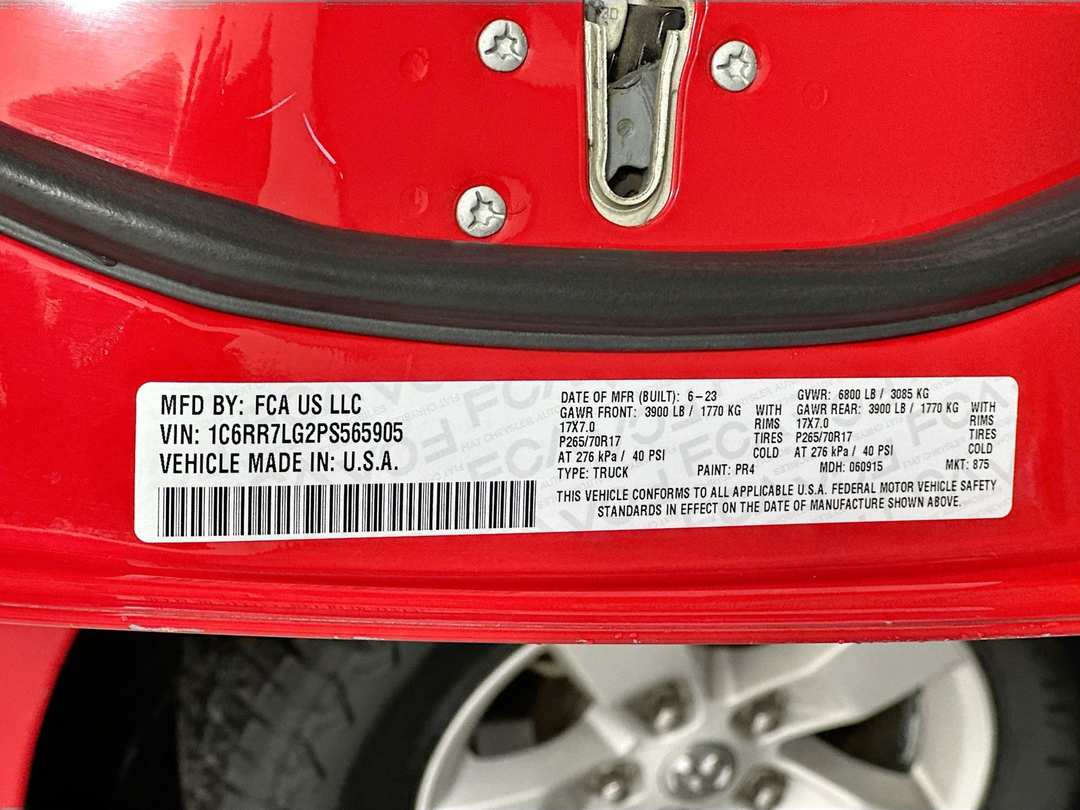 MFD BY: FCA US LLC
VIN: 1C6RR7LG2PS565905
VEHICLE MADE IN: U.S.A.
DATE OF MFR (BUILT): 6-23 GVWR: 6800 LB / 3085 KG
GAWR FRONT: 3900 LB / 1770 KG WITH GAWR REAR: 3900 LB / 1770 KG WITH
17X7.0 RIMS 17X7.0 RIMS
P265/70R17 TIRES P265/70R17 TIRES
AT 276 kPa / 40 PSI COLD AT 276 kPa / 40 PSI COLD
TYPE: TRUCK PAINT: PR4 MDH: 060915 MKT: 875
THIS VEHICLE CONFORMS TO ALL APPLICABLE U.S.A. FEDERAL MOTOR VEHICLE SAFETY
STANDARDS IN EFFECT ON THE DATE OF MANUFACTURE SHOWN ABOVE.